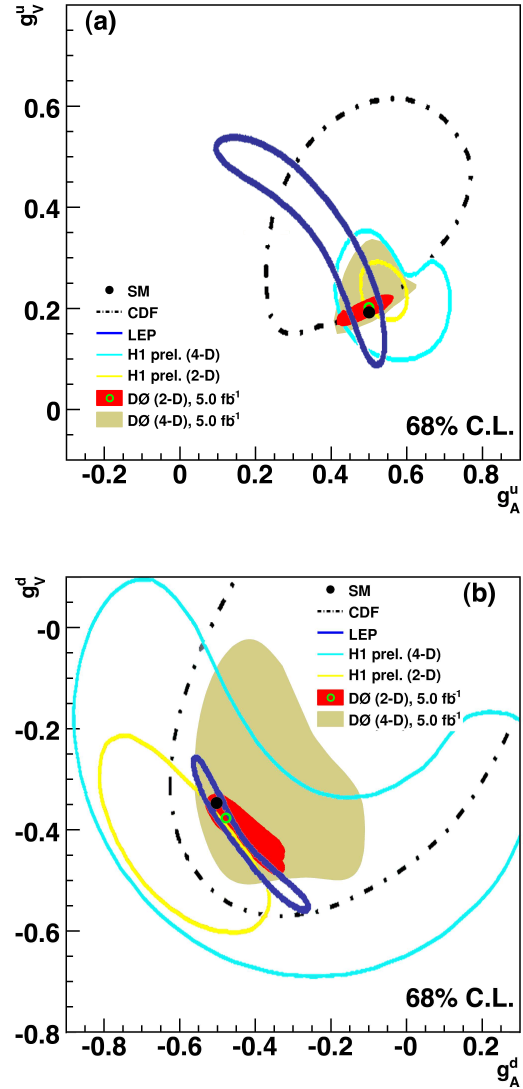 g_V^u
(a)
0.6
0.4
0.2
0
SM
CDF
LEP
H1 prel. (4-D)
H1 prel. (2-D)
DØ (2-D), 5.0 fb⁻¹
DØ (4-D), 5.0 fb⁻¹
68% C.L.
-0.2 0 0.2 0.4 0.6 0.8
g_A^u
g_V^d
(b)
-0
-0.2
-0.4
-0.6
-0.8
SM
CDF
LEP
H1 prel. (4-D)
H1 prel. (2-D)
DØ (2-D), 5.0 fb⁻¹
DØ (4-D), 5.0 fb⁻¹
68% C.L.
-0.8 -0.6 -0.4 -0.2 -0 0.2
g_A^d